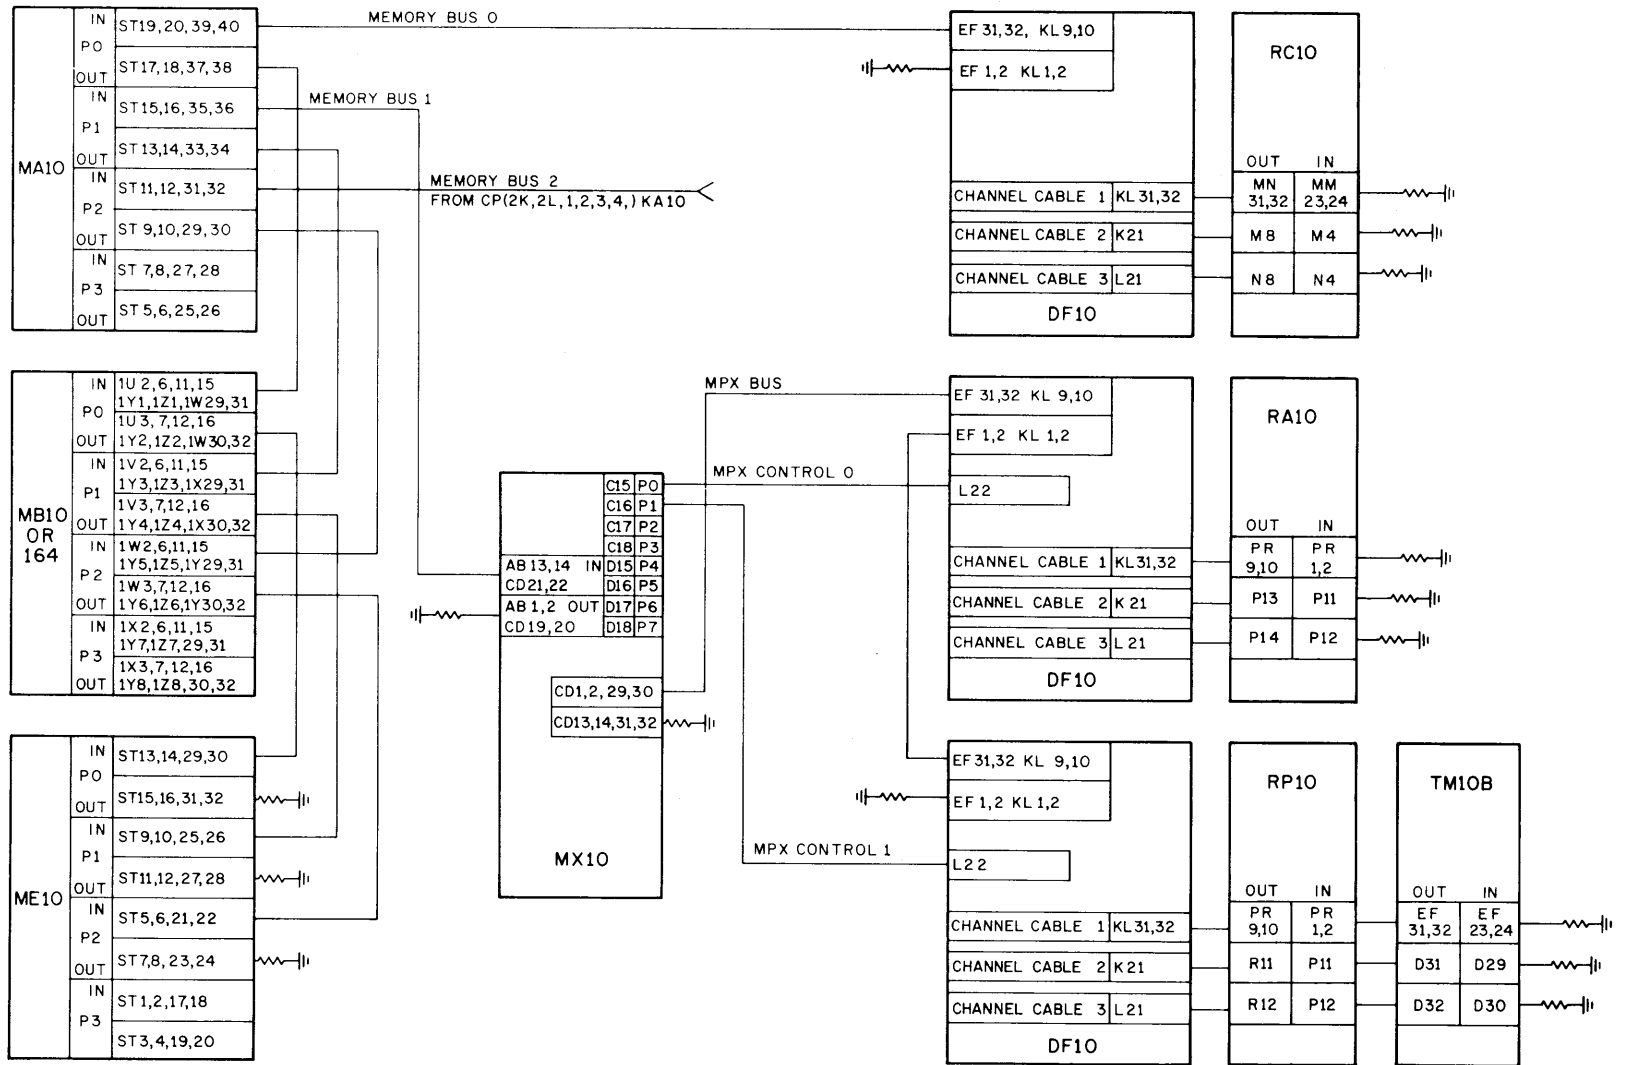 MEMORY BUS 0
MEMORY BUS 1
MEMORY BUS 2
FROM CP(2K,2L,1,2,3,4,) KA10
MA10
IN
P0
OUT
ST19,20,39,40
ST17,18,37,38
IN
P1
OUT
ST15,16,35,36
ST13,14,33,34
IN
P2
OUT
ST11,12,31,32
ST 9,10,29,30
IN
P3
OUT
ST 7,8,27,28
ST 5,6,25,26
MB10
OR
164
IN
P0
OUT
1U 2,6,11,15
1Y1,1Z1,1W29,31
1U 3,7,12,16
1Y2,1Z2,1W30,32
IN
P1
OUT
1V2,6,11,15
1Y3,1Z3,1X29,31
1V3,7,12,16
1Y4,1Z4,1X30,32
IN
P2
OUT
1W2,6,11,15
1Y5,1Z5,1Y29,31
1W3,7,12,16
1Y6,1Z6,1Y30,32
IN
P3
OUT
1X2,6,11,15
1Y7,1Z7,29,31
1X3,7,12,16
1Y8,1Z8,30,32
ME10
IN
P0
OUT
ST13,14,29,30
ST15,16,31,32
IN
P1
OUT
ST9,10,25,26
ST11,12,27,28
IN
P2
OUT
ST5,6,21,22
ST7,8,23,24
IN
P3
ST1,2,17,18
ST3,4,19,20
C15 P0
C16 P1
C17 P2
C18 P3
AB13,14 IN D15 P4
CD21,22 D16 P5
AB1,2 OUT D17 P6
CD19,20 D18 P7
CD1,2,29,30
CD13,14,31,32
MX10
MPX BUS
MPX CONTROL 0
MPX CONTROL 1
EF31,32, KL9,10
EF 1,2 KL1,2
CHANNEL CABLE 1 KL31,32
CHANNEL CABLE 2 K21
CHANNEL CABLE 3 L21
DF10
RC10
OUT IN
MN 31,32
MM 23,24
M8 M4
N8 N4
EF 31,32 KL 9,10
EF 1,2 KL 1,2
L22
CHANNEL CABLE 1 KL31,32
CHANNEL CABLE 2 K 21
CHANNEL CABLE 3 L 21
DF10
RA10
OUT IN
PR 9,10
PR 1,2
P13 P11
P14 P12
EF31,32 KL 9,10
EF 1,2 KL 1,2
L22
CHANNEL CABLE 1 KL31,32
CHANNEL CABLE 2 K21
CHANNEL CABLE 3 L21
DF10
RP10
OUT IN
PR 9,10
PR 1,2
R11 P11
R12 P12
TM10B
OUT IN
EF 31,32
EF 23,24
D31 D29
D32 D30